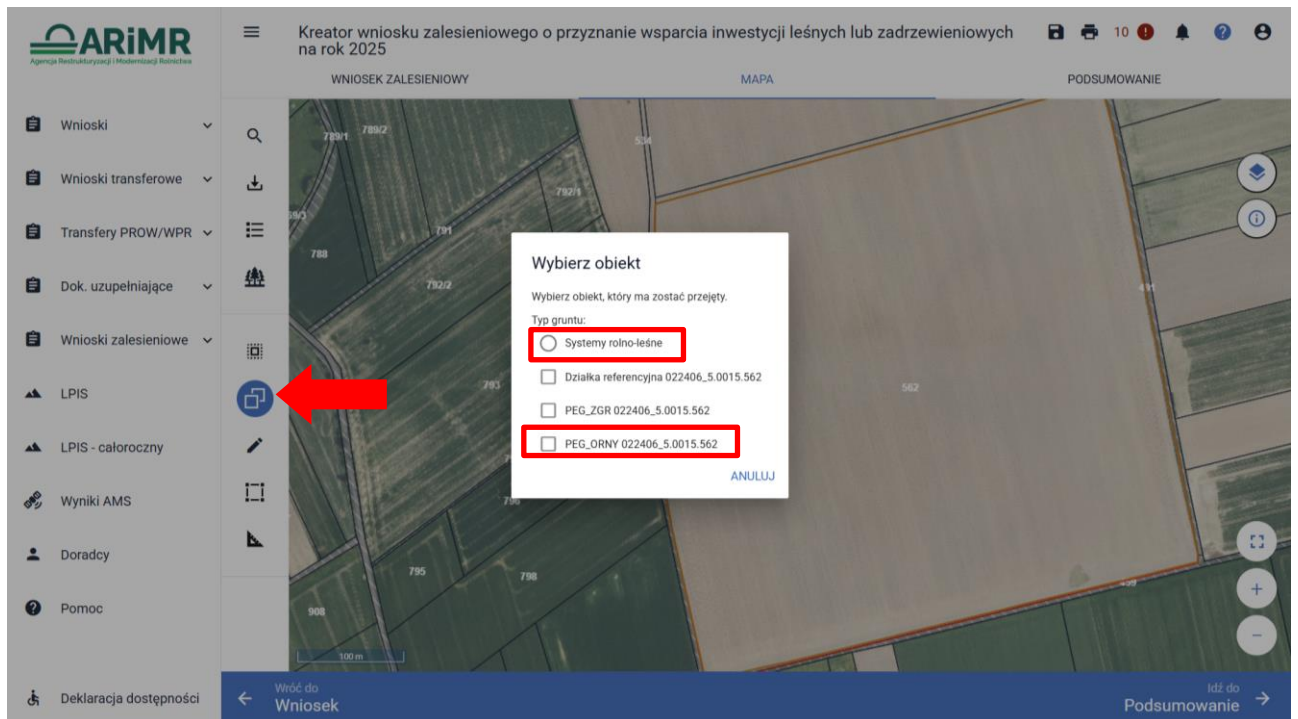 ARiMR
Agencja Restrukturyzacji i Modernizacji Rolnictwa
Wnioski
Wnioski transferowe
Transfery PROW/WPR
Dok. uzupełniające
Wnioski zalesieniowe
LPIS
LPIS - całoroczny
Wyniki AMS
Doradcy
Pomoc
Deklaracja dostępności
Kreator wniosku zalesieniowego o przyznanie wsparcia inwestycji leśnych lub zadrzewieniowych
na rok 2025
10
WNIOSEK ZALESIENIOWY
MAPA
PODSUMOWANIE
789/1
789/2
534
792/1
791
788
792/2
491
793
562
795
798
908
100 m
Wybierz obiekt
Wybierz obiekt, który ma zostać przejęty.
Typ gruntu:
Systemy rolno-leśne
Działka referencyjna 022406_5.0015.562
PEG_ZGR 022406_5.0015.562
PEG_ORNY 022406_5.0015.562
ANULUJ
Wróć do
Wniosek
Idź do
Podsumowanie